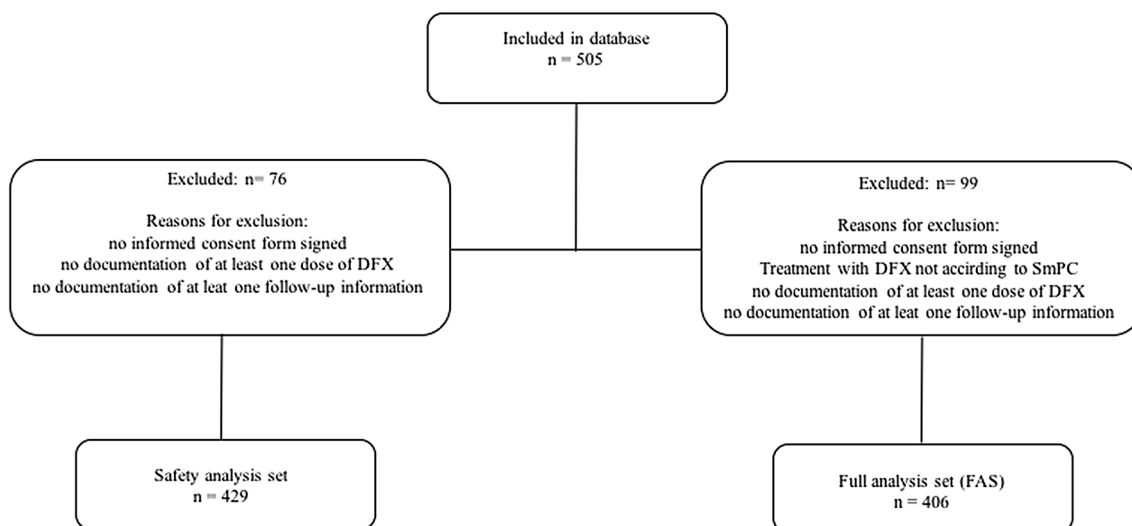 Included in database
n = 505
Excluded: n= 76
Reasons for exclusion:
no informed consent form signed
no documentation of at least one dose of DFX
no documentation of at leat one follow-up information
Excluded: n= 99
Reasons for exclusion:
no informed consent form signed
Treatment with DFX not accirding to SmPC
no documentation of at least one dose of DFX
no documentation of at leat one follow-up information
Safety analysis set
n = 429
Full analysis set (FAS)
n = 406